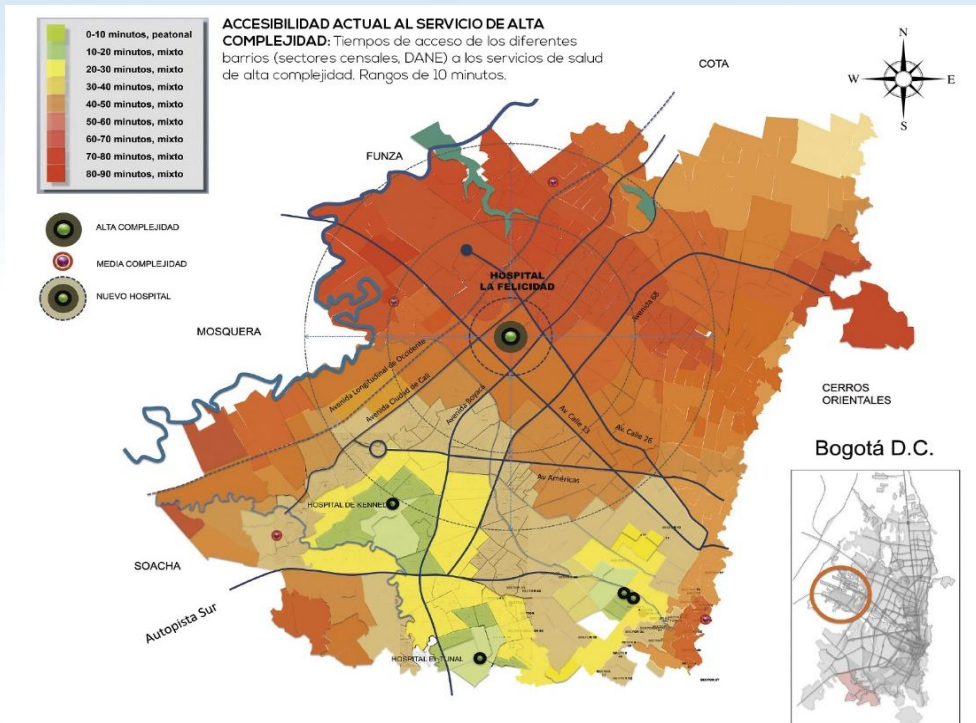 0-10 minutos, peatonal
10-20 minutos, mixto
20-30 minutos, mixto
30-40 minutos, mixto
40-50 minutos, mixto
50-60 minutos, mixto
60-70 minutos, mixto
70-80 minutos, mixto
80-90 minutos, mixto
ACCESIBILIDAD ACTUAL AL SERVICIO DE ALTA
COMPLEJIDAD: Tiempos de acceso de los diferentes
barrios (sectores censales, DANE) a los servicios de salud
de alta complejidad. Rangos de 10 minutos.
N
W
E
S
COTA
FUNZA
ALTA COMPLEJIDAD
MEDIA COMPLEJIDAD
NUEVO HOSPITAL
HOSPITAL
LA FELICIDAD
MOSQUERA
Avenida 68
Avenida Longitudinal de Occidente
Avenida Ciudad de Cali
Avenida Boyacá
Av. Calle 13
Av. Calle 26
Av Américas
CERROS
ORIENTALES
Bogotá D.C.
HOSPITAL DE KENNED
SOACHA
Autopista Sur
HOSPITAL EL TUNAL